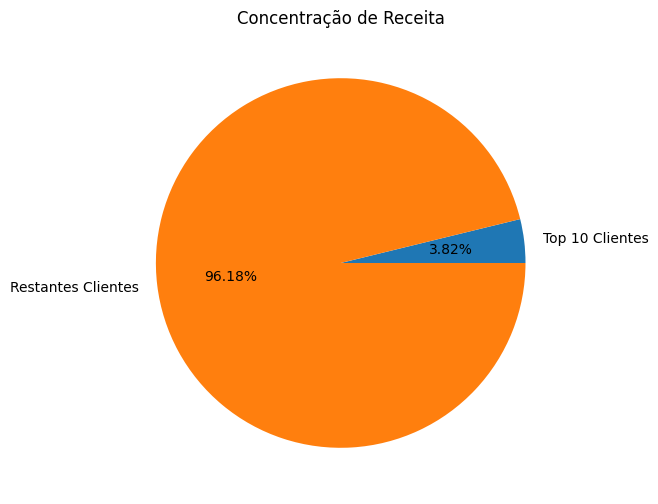 Concentração de Receita
Top 10 Clientes
3.82%
96.18%
Restantes Clientes